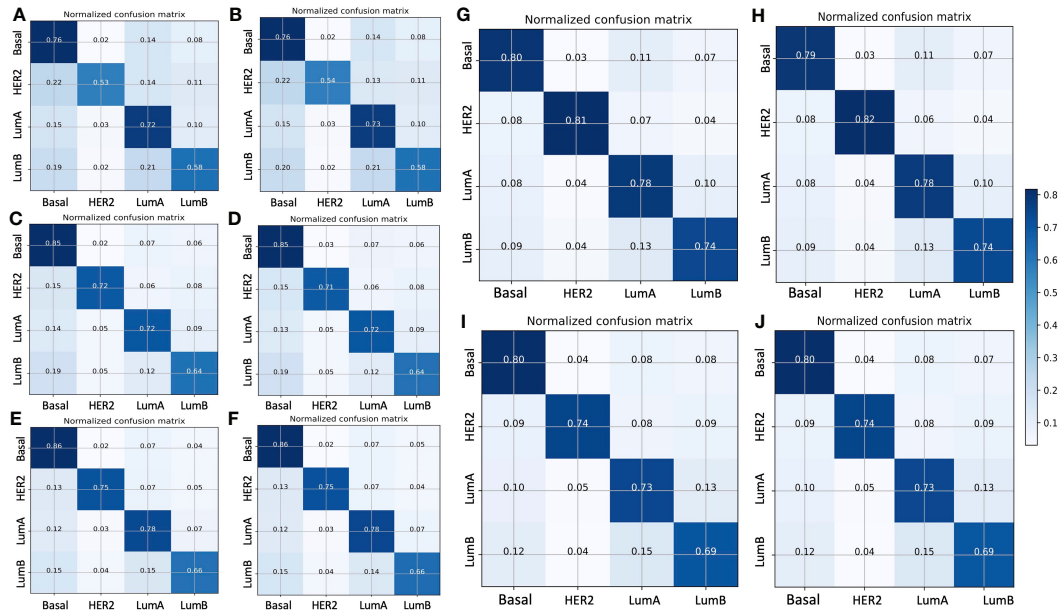 A
Normalized confusion matrix
Basal 0.76 0.02 0.14 0.08
HER2 0.22 0.53 0.14 0.11
LumA 0.15 0.03 0.72 0.10
LumB 0.19 0.02 0.21 0.58
Basal HER2 LumA LumB
B
Normalized confusion matrix
Basal 0.76 0.02 0.14 0.08
HER2 0.22 0.54 0.13 0.11
LumA 0.15 0.03 0.73 0.10
LumB 0.20 0.02 0.21 0.58
Basal HER2 LumA LumB
C
Normalized confusion matrix
Basal 0.85 0.02 0.07 0.06
HER2 0.15 0.72 0.06 0.08
LumA 0.14 0.05 0.72 0.09
LumB 0.19 0.05 0.12 0.64
Basal HER2 LumA LumB
D
Normalized confusion matrix
Basal 0.85 0.03 0.07 0.06
HER2 0.15 0.71 0.06 0.08
LumA 0.13 0.05 0.72 0.09
LumB 0.19 0.05 0.12 0.64
Basal HER2 LumA LumB
E
Normalized confusion matrix
Basal 0.86 0.02 0.07 0.04
HER2 0.13 0.75 0.07 0.05
LumA 0.12 0.03 0.78 0.07
LumB 0.15 0.04 0.15 0.66
Basal HER2 LumA LumB
F
Normalized confusion matrix
Basal 0.86 0.02 0.07 0.05
HER2 0.13 0.75 0.07 0.04
LumA 0.12 0.03 0.78 0.07
LumB 0.15 0.04 0.14 0.66
Basal HER2 LumA LumB
G
Normalized confusion matrix
Basal 0.80 0.03 0.11 0.07
HER2 0.08 0.81 0.07 0.04
LumA 0.08 0.04 0.78 0.10
LumB 0.09 0.04 0.13 0.74
Basal HER2 LumA LumB
H
Normalized confusion matrix
Basal 0.79 0.03 0.11 0.07
HER2 0.08 0.82 0.06 0.04
LumA 0.08 0.04 0.78 0.10
LumB 0.09 0.04 0.13 0.74
Basal HER2 LumA LumB
I
Normalized confusion matrix
Basal 0.80 0.04 0.08 0.08
HER2 0.09 0.74 0.08 0.09
LumA 0.10 0.05 0.73 0.13
LumB 0.12 0.04 0.15 0.69
Basal HER2 LumA LumB
J
Normalized confusion matrix
Basal 0.80 0.04 0.08 0.07
HER2 0.09 0.74 0.08 0.09
LumA 0.10 0.05 0.73 0.13
LumB 0.12 0.04 0.15 0.69
Basal HER2 LumA LumB
0.8
0.7
0.6
0.5
0.4
0.3
0.2
0.1